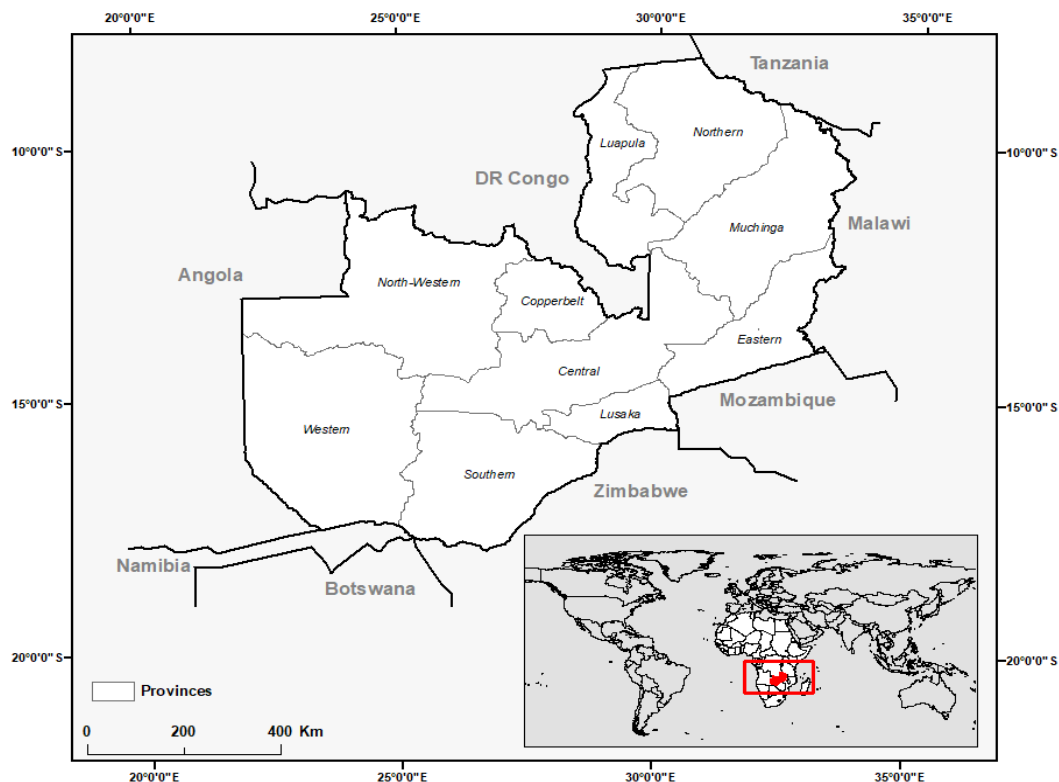 20°0'0"E 25°0'0"E 30°0'0"E 35°0'0"E
Tanzania
10°0'0"S
Luapula
Northern
10°0'0"S
DR Congo
Muchinga
Malawi
Angola
North-Western
Copperbelt
Eastern
Central
Mozambique
15°0'0"S
Lusaka
15°0'0"S
Western
Southern
Zimbabwe
Namibia
Botswana
20°0'0"S
20°0'0"S
Provinces
0 200 400 Km
20°0'0"E 25°0'0"E 30°0'0"E 35°0'0"E